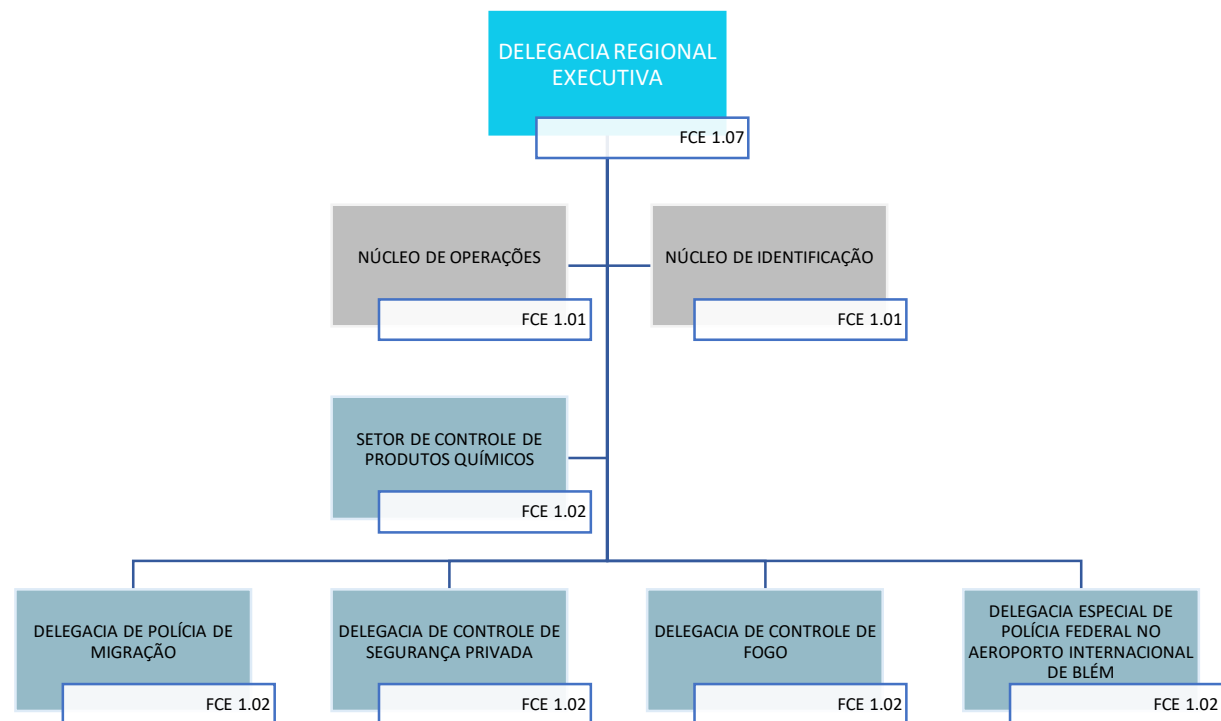 DELEGACIA REGIONAL
EXECUTIVA
FCE 1.07
NÚCLEO DE OPERAÇÕES
FCE 1.01
NÚCLEO DE IDENTIFICAÇÃO
FCE 1.01
SETOR DE CONTROLE DE
PRODUTOS QUÍMICOS
FCE 1.02
DELEGACIA DE POLÍCIA DE
MIGRAÇÃO
FCE 1.02
DELEGACIA DE CONTROLE DE
SEGURANÇA PRIVADA
FCE 1.02
DELEGACIA DE CONTROLE DE
FOGO
FCE 1.02
DELEGACIA ESPECIAL DE
POLÍCIA FEDERAL NO
AEROPORTO INTERNACIONAL
DE BLÉM
FCE 1.02